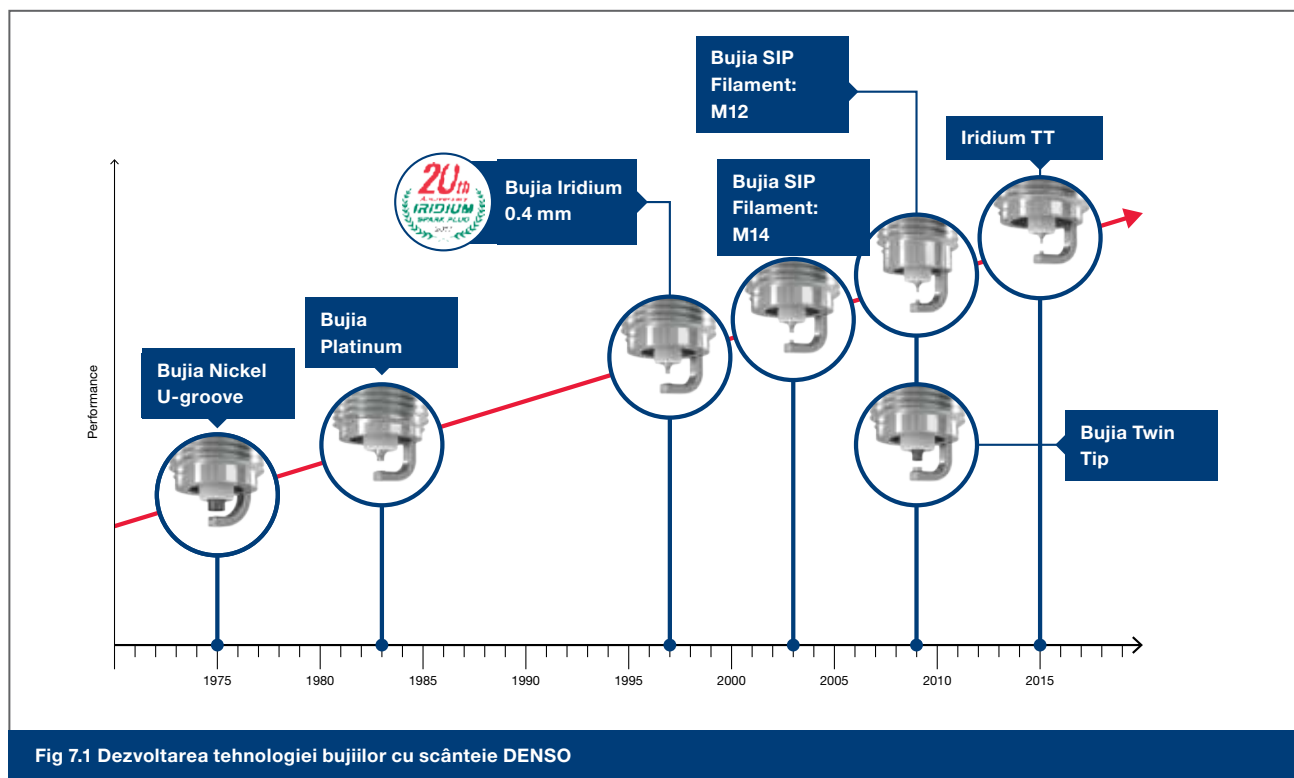 Bujia SIP
Filament:
M12
Iridium TT
20th
IRIDIUM
SPARK PLUG
Bujia Iridium
0.4 mm
Bujia SIP
Filament:
M14
Bujia
Platinum
Bujia Nickel
U-groove
Bujia Twin
Tip
Performance
1975
1980
1985
1990
1995
2000
2005
2010
2015
Fig 7.1 Dezvoltarea tehnologiei bujiilor cu scânteie DENSO